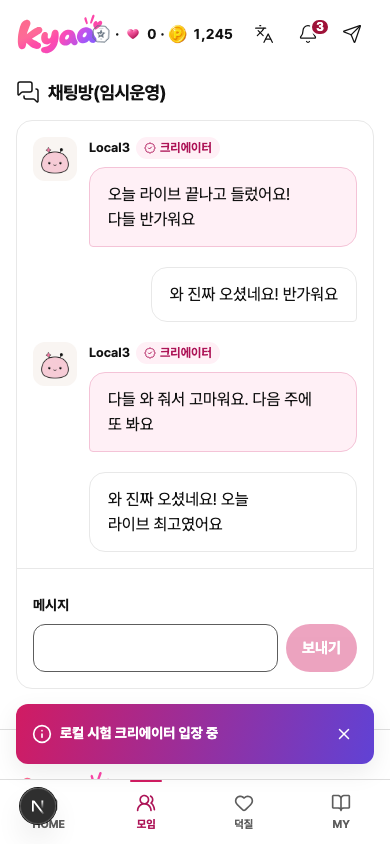 kyaa · 0 · 1,245
3
채팅방(임시운영)
Local3 크리에이터
오늘 라이브 끝나고 들렀어요!
다들 반가워요
와 진짜 오셨네요! 반가워요
Local3 크리에이터
다들 와 줘서 고마워요. 다음 주에
또 봐요
와 진짜 오셨네요! 오늘
라이브 최고였어요
메시지
보내기
로컬 시험 크리에이터 입장 중
N
HOME
모임
덕질
MY